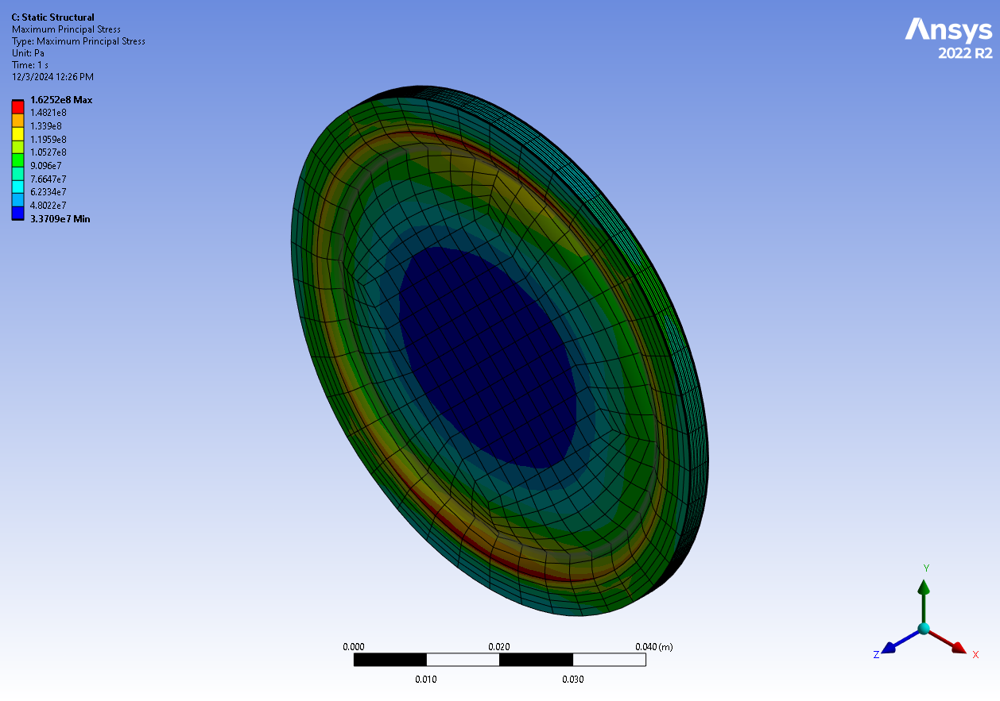 C: Static Structural
Maximum Principal Stress
Type: Maximum Principal Stress
Unit: Pa
Time: 1 s
12/3/2024 12:26 PM
1.6252e8 Max
1.4821e8
1.339e8
1.1959e8
1.0527e8
9.096e7
7.6647e7
6.2334e7
4.8022e7
3.3709e7 Min
Ansys
2022 R2
0.000 0.020 0.040 (m)
0.010 0.030
Y
Z X